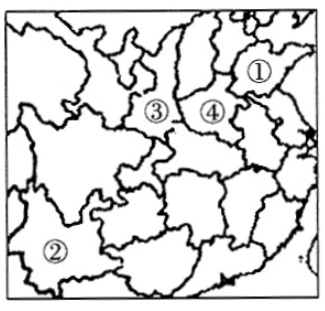 ①
③ ④
②